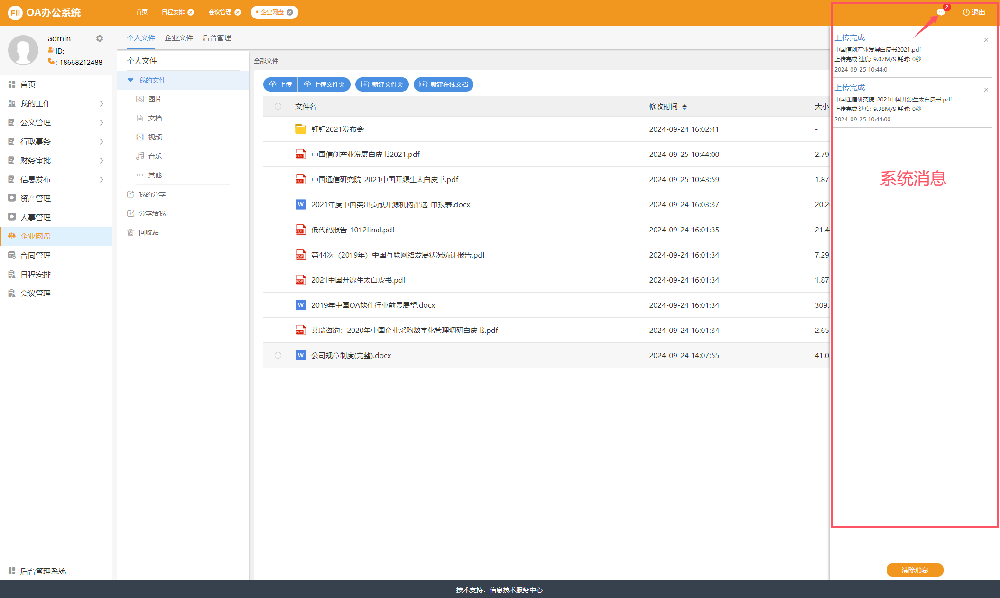 FII OA办公系统
首页 日程安排 会议管理 企业网盘
2 退出
admin
ID:
: 18668212488
首页
我的工作
公文管理
行政事务
财务审批
信息发布
资产管理
人事管理
企业网盘
合同管理
日程安排
会议管理
后台管理系统
个人文件 企业文件 后台管理
个人文件
我的文件
图片
文档
视频
音乐
其他
我的分享
分享给我
回收站
全部文件
上传 上传文件夹 新建文件夹 新建在线文档
文件名 修改时间 大小
钉钉2021发布会 2024-09-24 16:02:41 -
PDF 中国信创产业发展白皮书2021.pdf 2024-09-25 10:44:00 2.79
PDF 中国通信研究院-2021中国开源生太白皮书.pdf 2024-09-25 10:43:59 1.87
W 2021年度中国突出贡献开源机构评选-申报表.docx 2024-09-24 16:03:37 20.2
PDF 低代码报告-1012final.pdf 2024-09-24 16:01:35 21.4
PDF 第44次（2019年）中国互联网络发展状况统计报告.pdf 2024-09-24 16:01:34 7.29
PDF 2021中国开源生太白皮书.pdf 2024-09-24 16:01:34 1.87
W 2019年中国OA软件行业前景展望.docx 2024-09-24 16:01:34 309.
PDF 艾瑞咨询：2020年中国企业采购数字化管理调研白皮书.pdf 2024-09-24 16:01:34 2.65
W 公司规章制度(完整).docx 2024-09-24 14:07:55 41.0
上传完成
中国信创产业发展白皮书2021.pdf
上传完成 速度: 9.07M/S 耗时: 0秒
2024-09-25 10:44:01
上传完成
中国通信研究院-2021中国开源生太白皮书.pdf
上传完成 速度: 9.38M/S 耗时: 0秒
2024-09-25 10:44:00
系统消息
清除消息
技术支持：信息技术服务中心